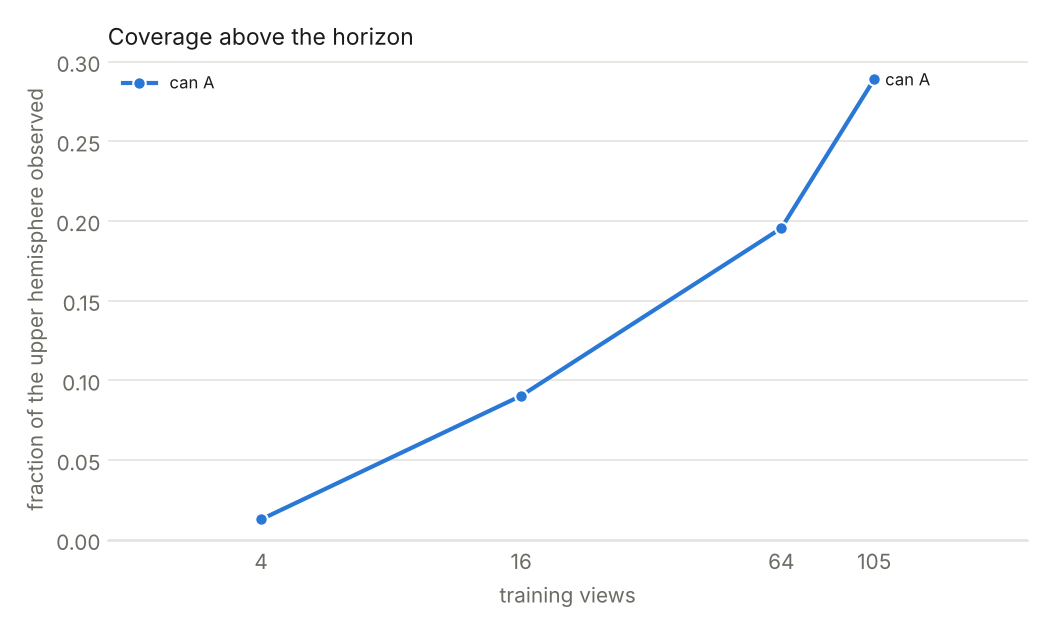 Coverage above the horizon
fraction of the upper hemisphere observed
0.30
0.25
0.20
0.15
0.10
0.05
0.00
can A
can A
4 16 64 105
training views